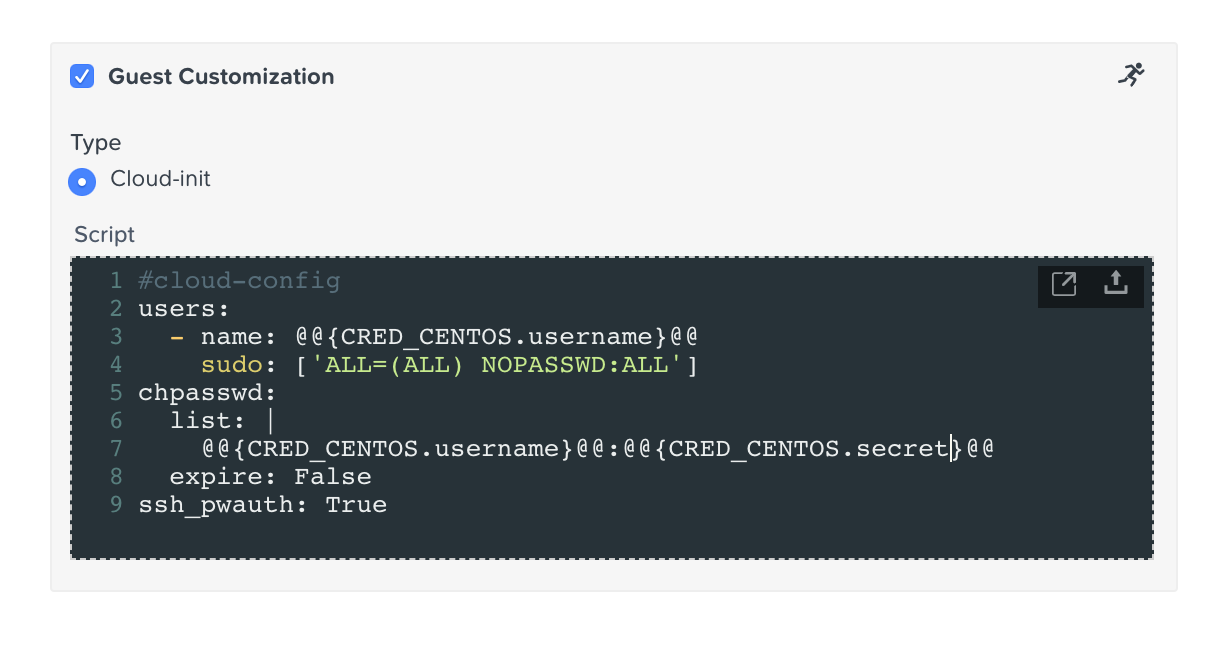 Guest Customization
Type
Cloud-init
Script
1 #cloud-config
2 users:
3   - name: @@{CRED_CENTOS.username}@@
4     sudo: ['ALL=(ALL) NOPASSWD:ALL']
5 chpasswd:
6   list: |
7     @@{CRED_CENTOS.username}@@:@@{CRED_CENTOS.secret}@@
8   expire: False
9 ssh_pwauth: True